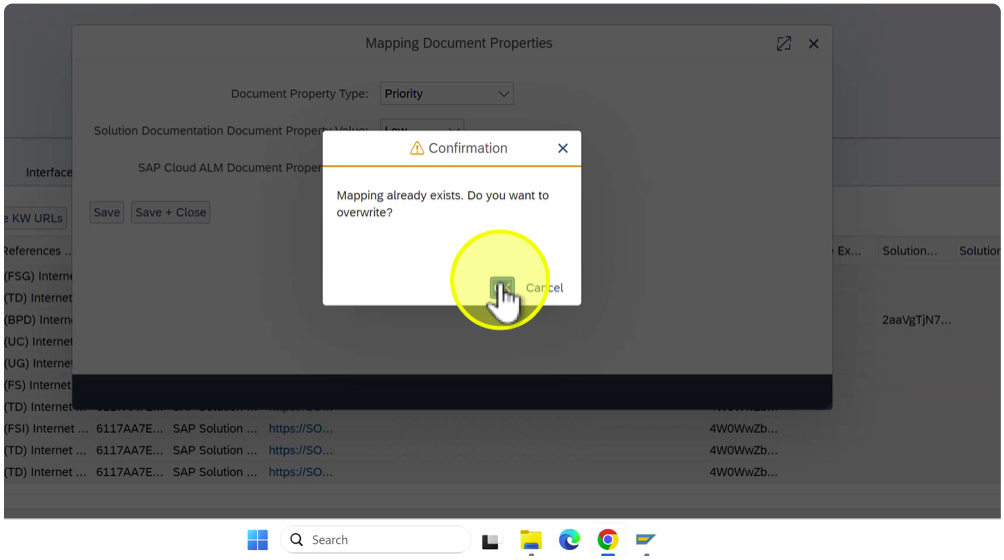 Mapping Document Properties
Document Property Type: Priority
Solution Documentation Document Property Value: Low
SAP Cloud ALM Document Proper
Save Save + Close
Confirmation
Mapping already exists. Do you want to
overwrite?
OK Cancel
Interface
e KW URLs
References ... Ex... Solution... Solution
(FSG) Interne
(TD) Internet
(BPD) Intern 2aaVgTjN7...
(UC) Internet
(UG) Internet
(FS) Internet
(TD) Internet
(FSI) Internet ... 6117AA7E... SAP Solution ... https://SO... 4W0WwZb...
(TD) Internet ... 6117AA7E... SAP Solution ... https://SO... 4W0WwZb...
(TD) Internet ... 6117AA7E... SAP Solution ... https://SO... 4W0WwZb...
Search